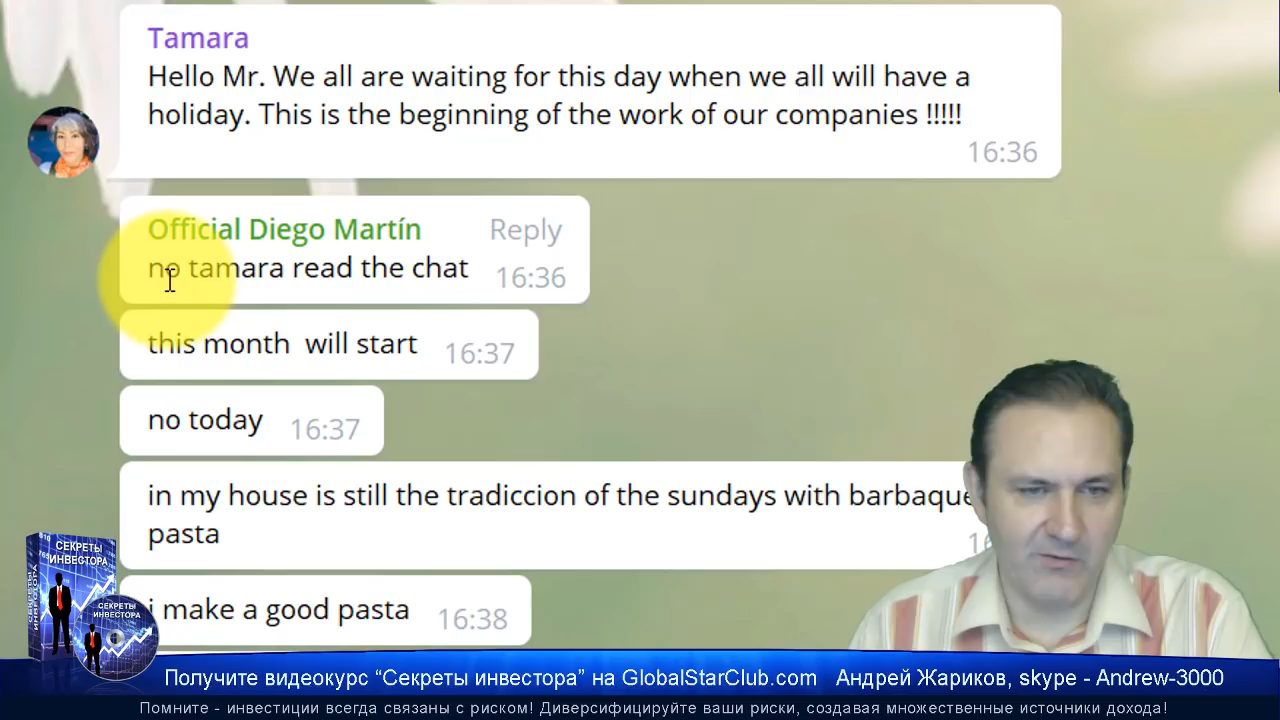 Tamara
Hello Mr. We all are waiting for this day when we all will have a
holiday. This is the beginning of the work of our companies !!!!!
16:36
Official Diego Martín Reply
no tamara read the chat 16:36
this month will start 16:37
no today 16:37
in my house is still the tradiccion of the sundays with barbaque
pasta
i make a good pasta 16:38
СЕКРЕТЫ
ИНВЕСТОРА
СЕКРЕТЫ
ИНВЕСТОРА
Получите видеокурс “Секреты инвестора” на GlobalStarClub.com Андрей Жариков, skype - Andrew-3000
Помните - инвестиции всегда связаны с риском! Диверсифицируйте ваши риски, создавая множественные источники дохода!